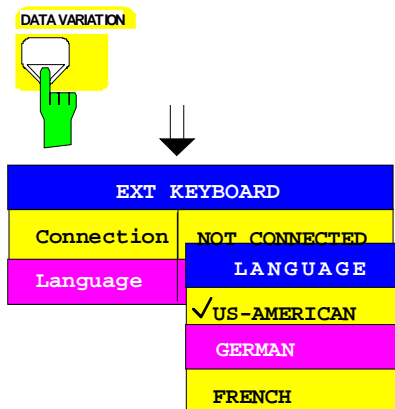 DATA VARIATION
EXT KEYBOARD
Connection NOT CONNECTED
Language
LANGUAGE
✓US-AMERICAN
GERMAN
FRENCH